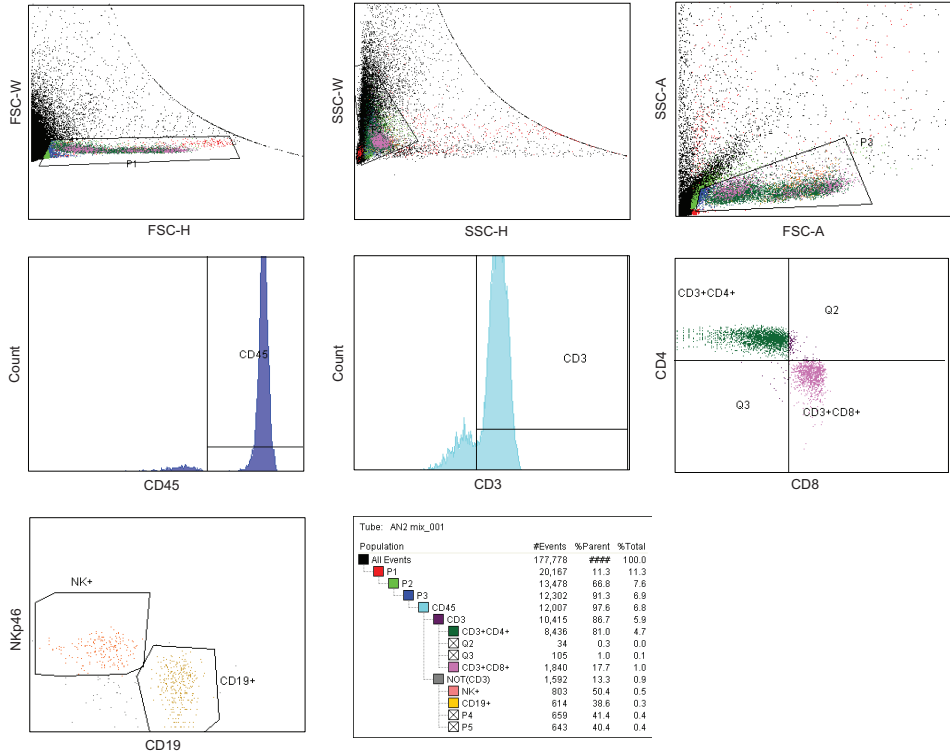 FSC-W
P1
FSC-H
SSC-W
SSC-H
SSC-A
P3
FSC-A
Count
CD45
CD45
Count
CD3
CD3
CD4
CD3+CD4+
Q2
Q3
CD3+CD8+
CD8
NKp46
NK+
CD19+
CD19
Tube: AN2 mix_001
Population #Events %Parent %Total
All Events 177,778 #### 100.0
P1 20,167 11.3 11.3
P2 13,478 66.8 7.6
P3 12,302 91.3 6.9
CD45 12,007 97.6 6.8
CD3 10,415 86.7 5.9
CD3+CD4+ 8,436 81.0 4.7
Q2 34 0.3 0.0
Q3 105 1.0 0.1
CD3+CD8+ 1,840 17.7 1.0
NOT(CD3) 1,592 13.3 0.9
NK+ 803 50.4 0.5
CD19+ 614 38.6 0.3
P4 659 41.4 0.4
P5 643 40.4 0.4